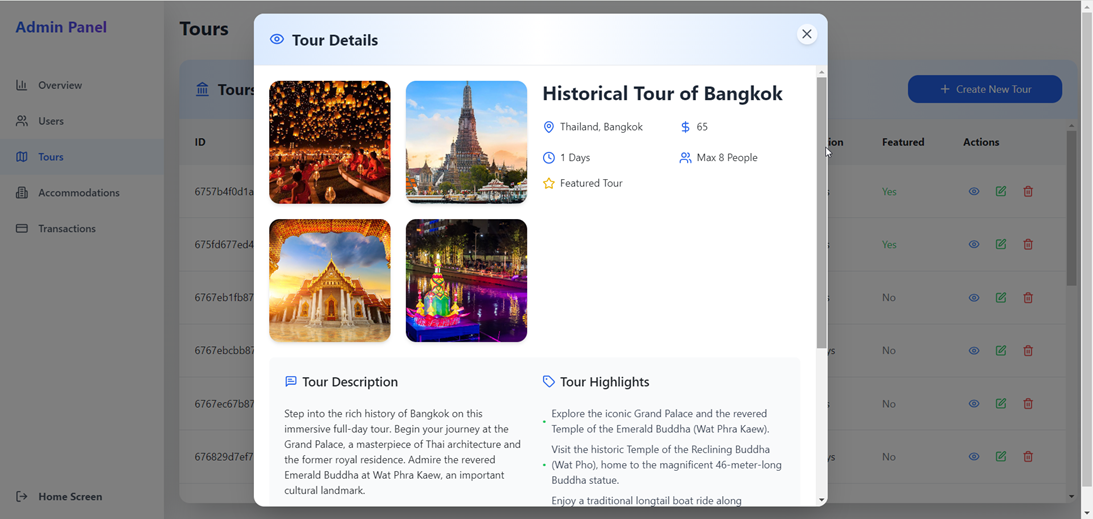 Admin Panel
Overview
Users
Tours
Accommodations
Transactions
Home Screen
Tours
Tours
Create New Tour
ID
ion
Featured
Actions
6757b4f0d1a
Yes
675fd677ed4
Yes
6767eb1fb87
No
6767ebcbb87
ys
No
6767ec67b87
No
676829d7ef7
ys
No
Tour Details
Historical Tour of Bangkok
Thailand, Bangkok
65
1 Days
Max 8 People
Featured Tour
Tour Description
Step into the rich history of Bangkok on this
immersive full-day tour. Begin your journey at the
Grand Palace, a masterpiece of Thai architecture and
the former royal residence. Admire the revered
Emerald Buddha at Wat Phra Kaew, an important
cultural landmark.
Tour Highlights
Explore the iconic Grand Palace and the revered
Temple of the Emerald Buddha (Wat Phra Kaew).
Visit the historic Temple of the Reclining Buddha
(Wat Pho), home to the magnificent 46-meter-long
Buddha statue.
Enjoy a traditional longtail boat ride along